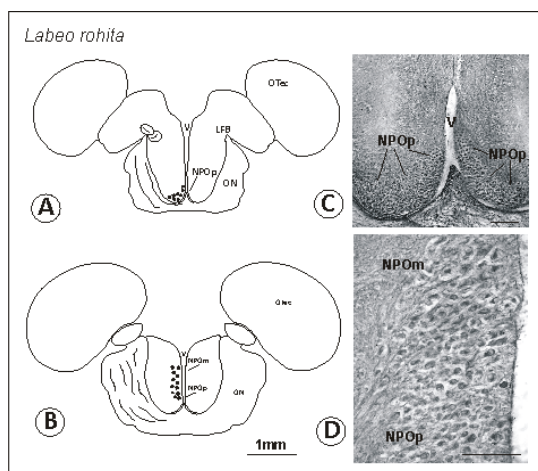 Labeo rohita
OTec
V
LFB
NPOp
ON
A
V
NPOp
NPOp
C
OTec
V
NPOm
NPOp
ON
B
1mm
NPOm
NPOp
D